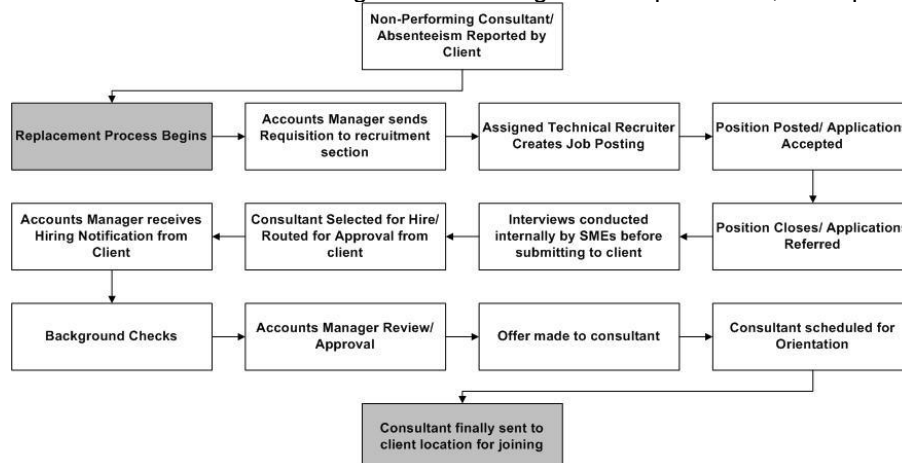 Non-Performing Consultant/
Absenteeism Reported by
Client
Replacement Process Begins
Accounts Manager sends
Requisition to recruitment
section
Assigned Technical Recruiter
Creates Job Posting
Position Posted/ Applications
Accepted
Accounts Manager receives
Hiring Notification from
Client
Consultant Selected for Hire/
Routed for Approval from
client
Interviews conducted
internally by SMEs before
submitting to client
Position Closes/ Applications
Referred
Background Checks
Accounts Manager Review/
Approval
Offer made to consultant
Consultant scheduled for
Orientation
Consultant finally sent to
client location for joining